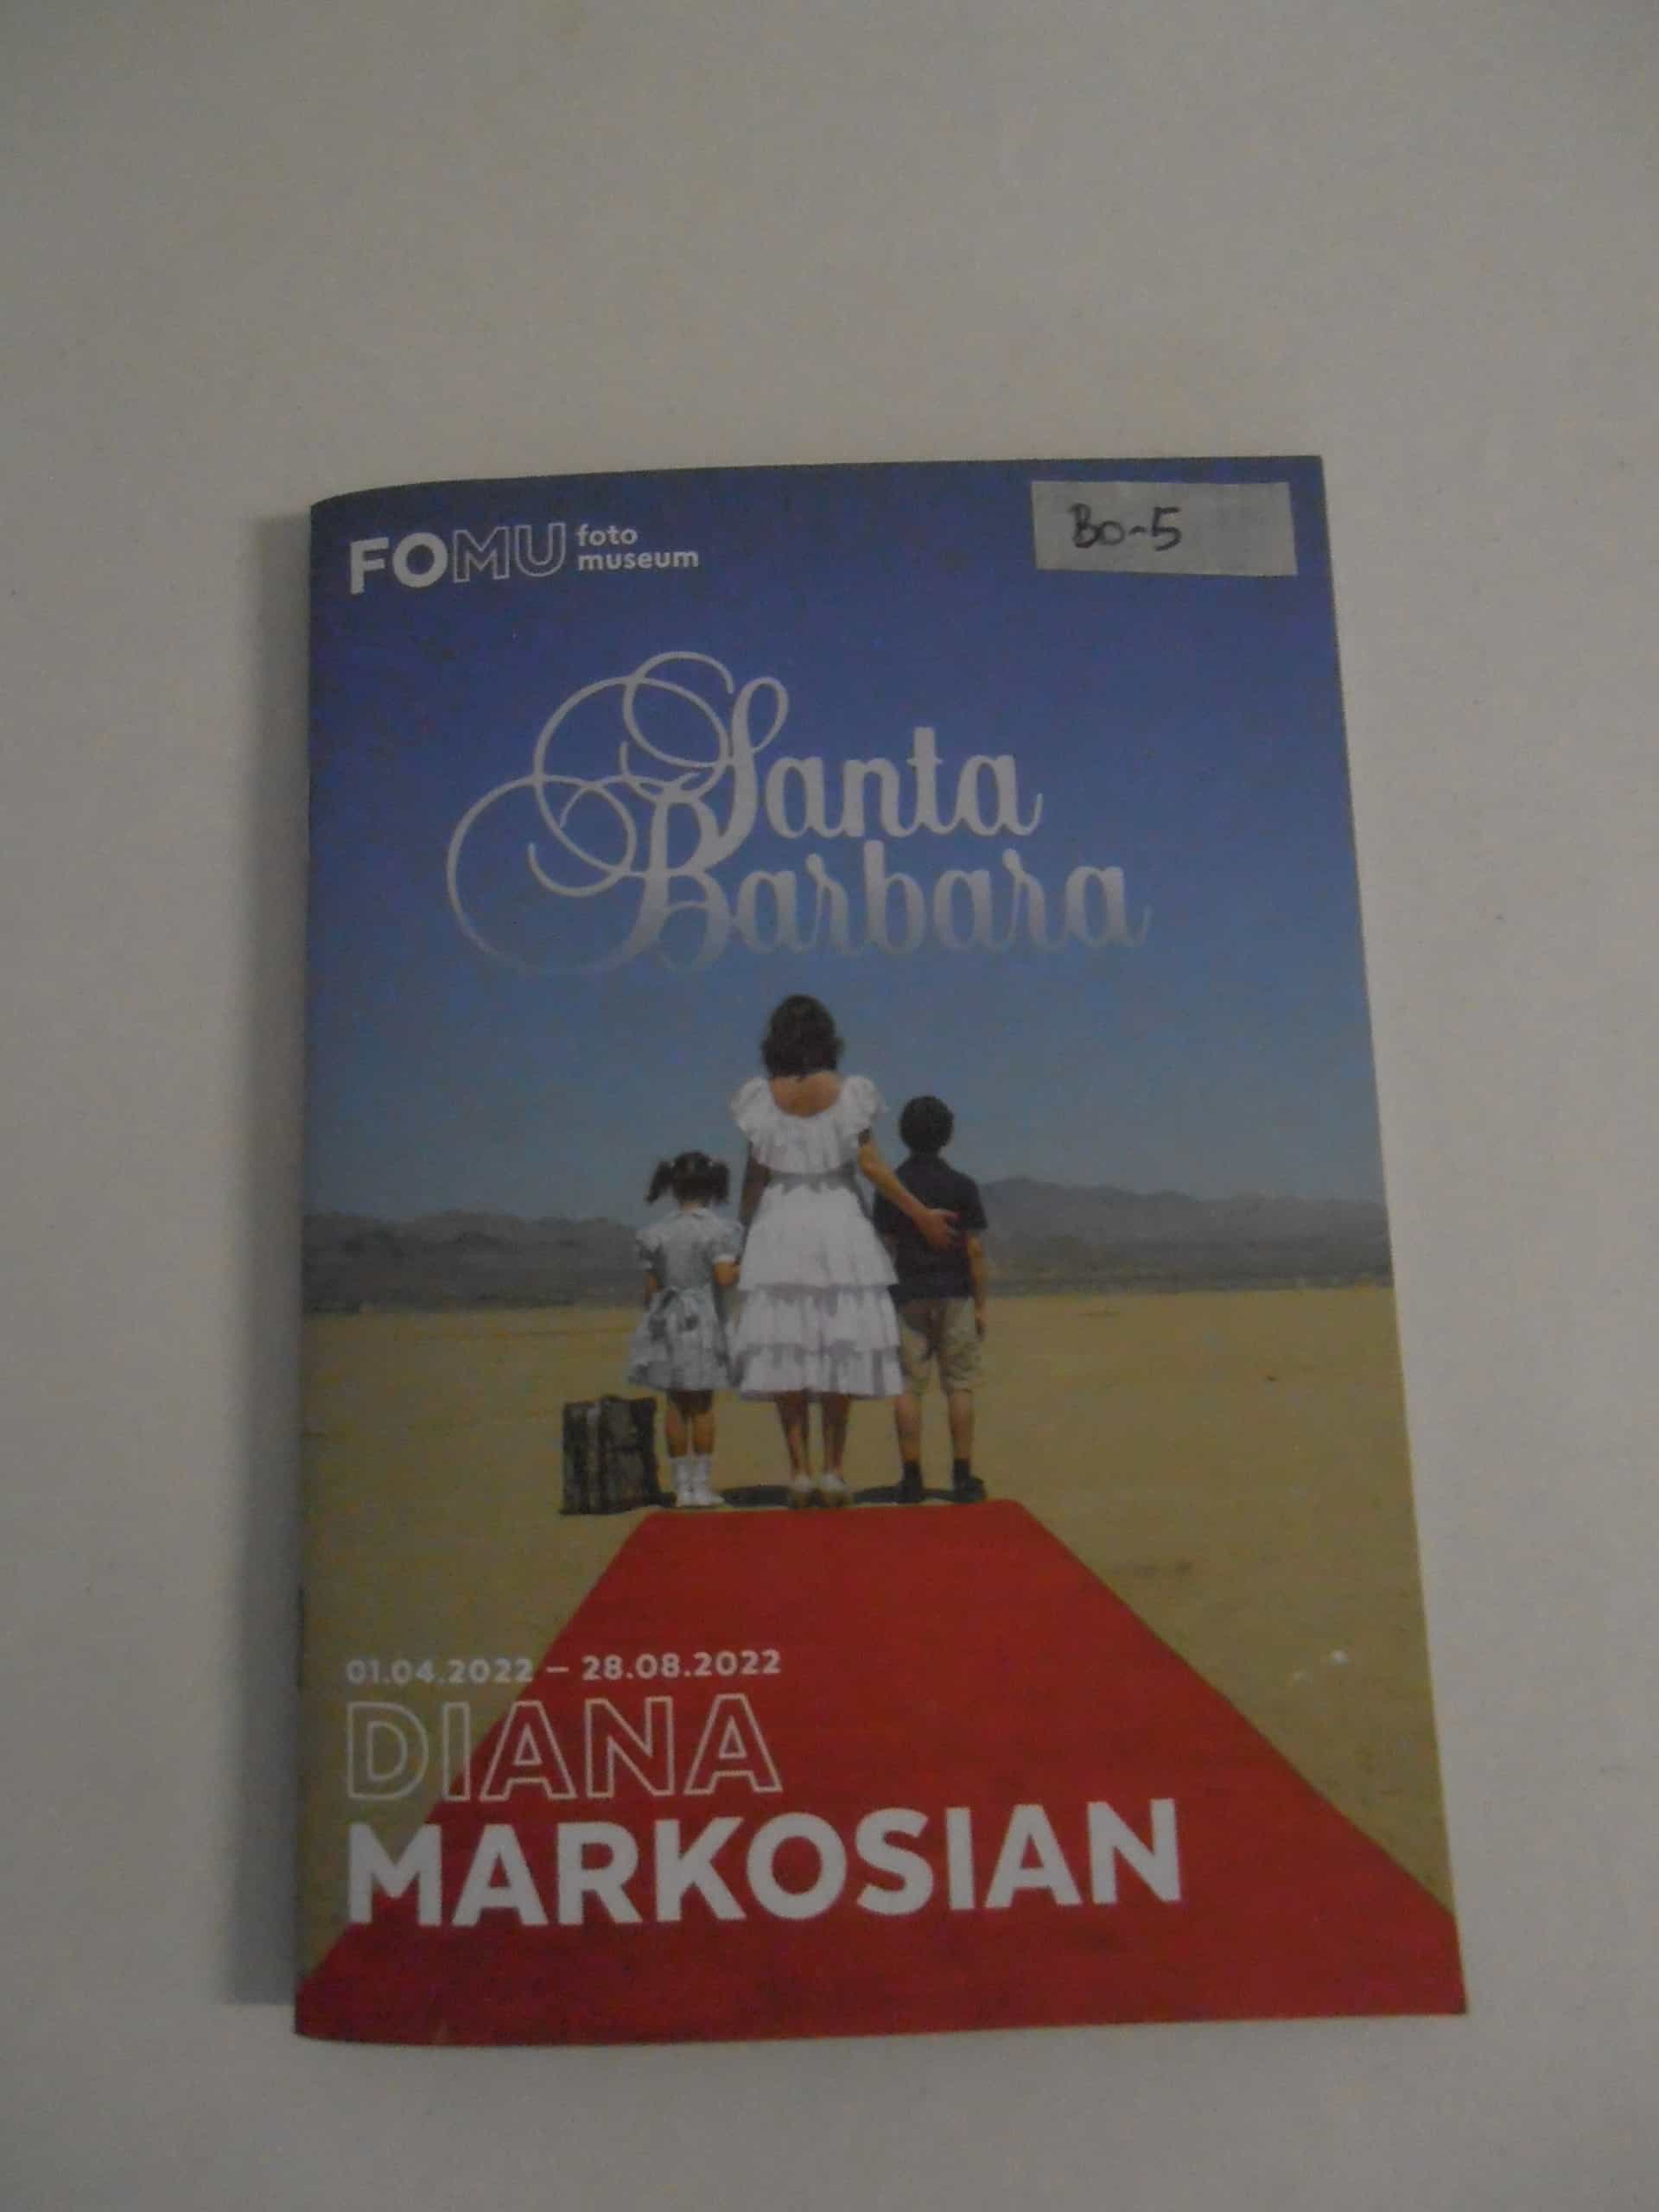 FOMU foto
museum
Bo-5
Santa
Barbara
01.04.2022 – 28.08.2022
DIANA
MARKOSIAN